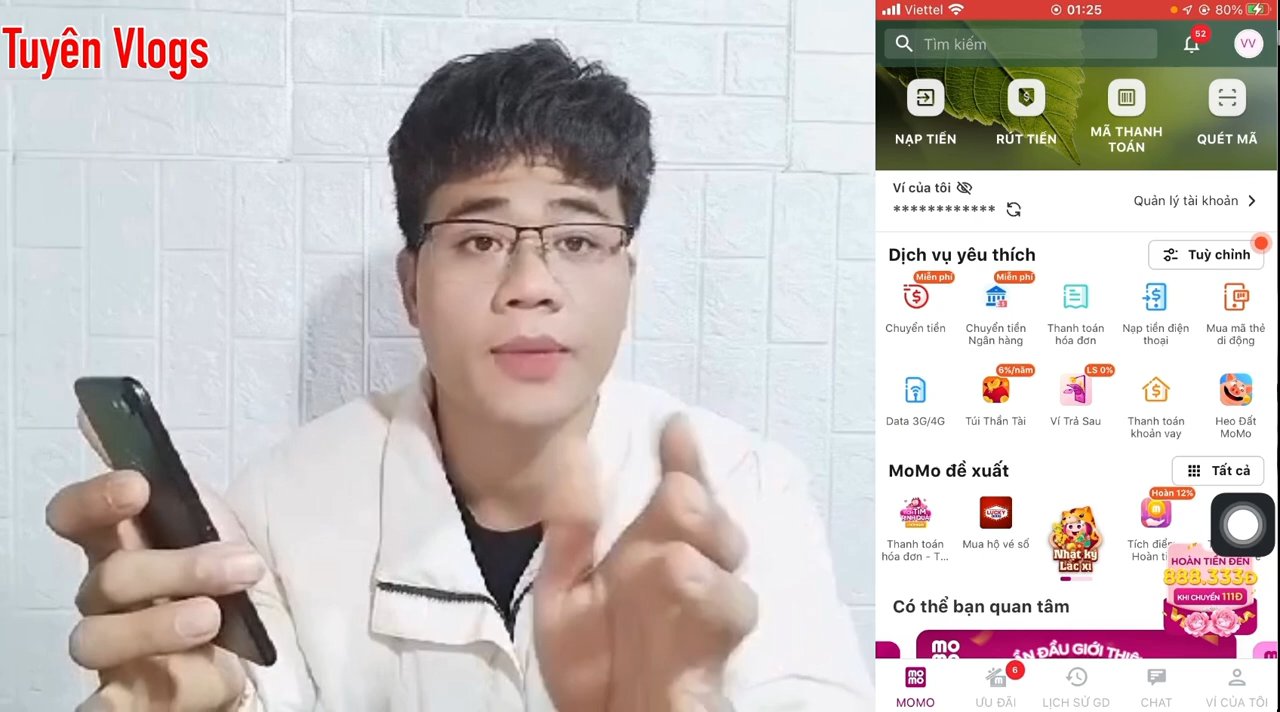 Tuyên Vlogs
Viettel
01:25
80%
Tìm kiếm
52
VV
NẠP TIỀN
RÚT TIỀN
MÃ THANH TOÁN
QUÉT MÃ
Ví của tôi
************
Quản lý tài khoản
Dịch vụ yêu thích
Tuỳ chỉnh
Miễn phí
Miễn phí
Chuyển tiền
Chuyển tiền Ngân hàng
Thanh toán hóa đơn
Nạp tiền điện thoại
Mua mã thẻ di động
6%/năm
LS 0%
Data 3G/4G
Túi Thần Tài
Ví Trả Sau
Thanh toán khoản vay
Heo Đất MoMo
MoMo đề xuất
Tất cả
Hoàn 12%
Thanh toán hóa đơn - T...
Mua hộ vé số
Nhật ký Lắc xì
Tích điể
Hoàn ti
HOÀN TIỀN ĐẾN
888.333Đ
KHI CHUYỂN 111Đ
Có thể bạn quan tâm
MOMO
6
ƯU ĐÃI
LỊCH SỬ GD
CHAT
VÍ CỦA TÔI